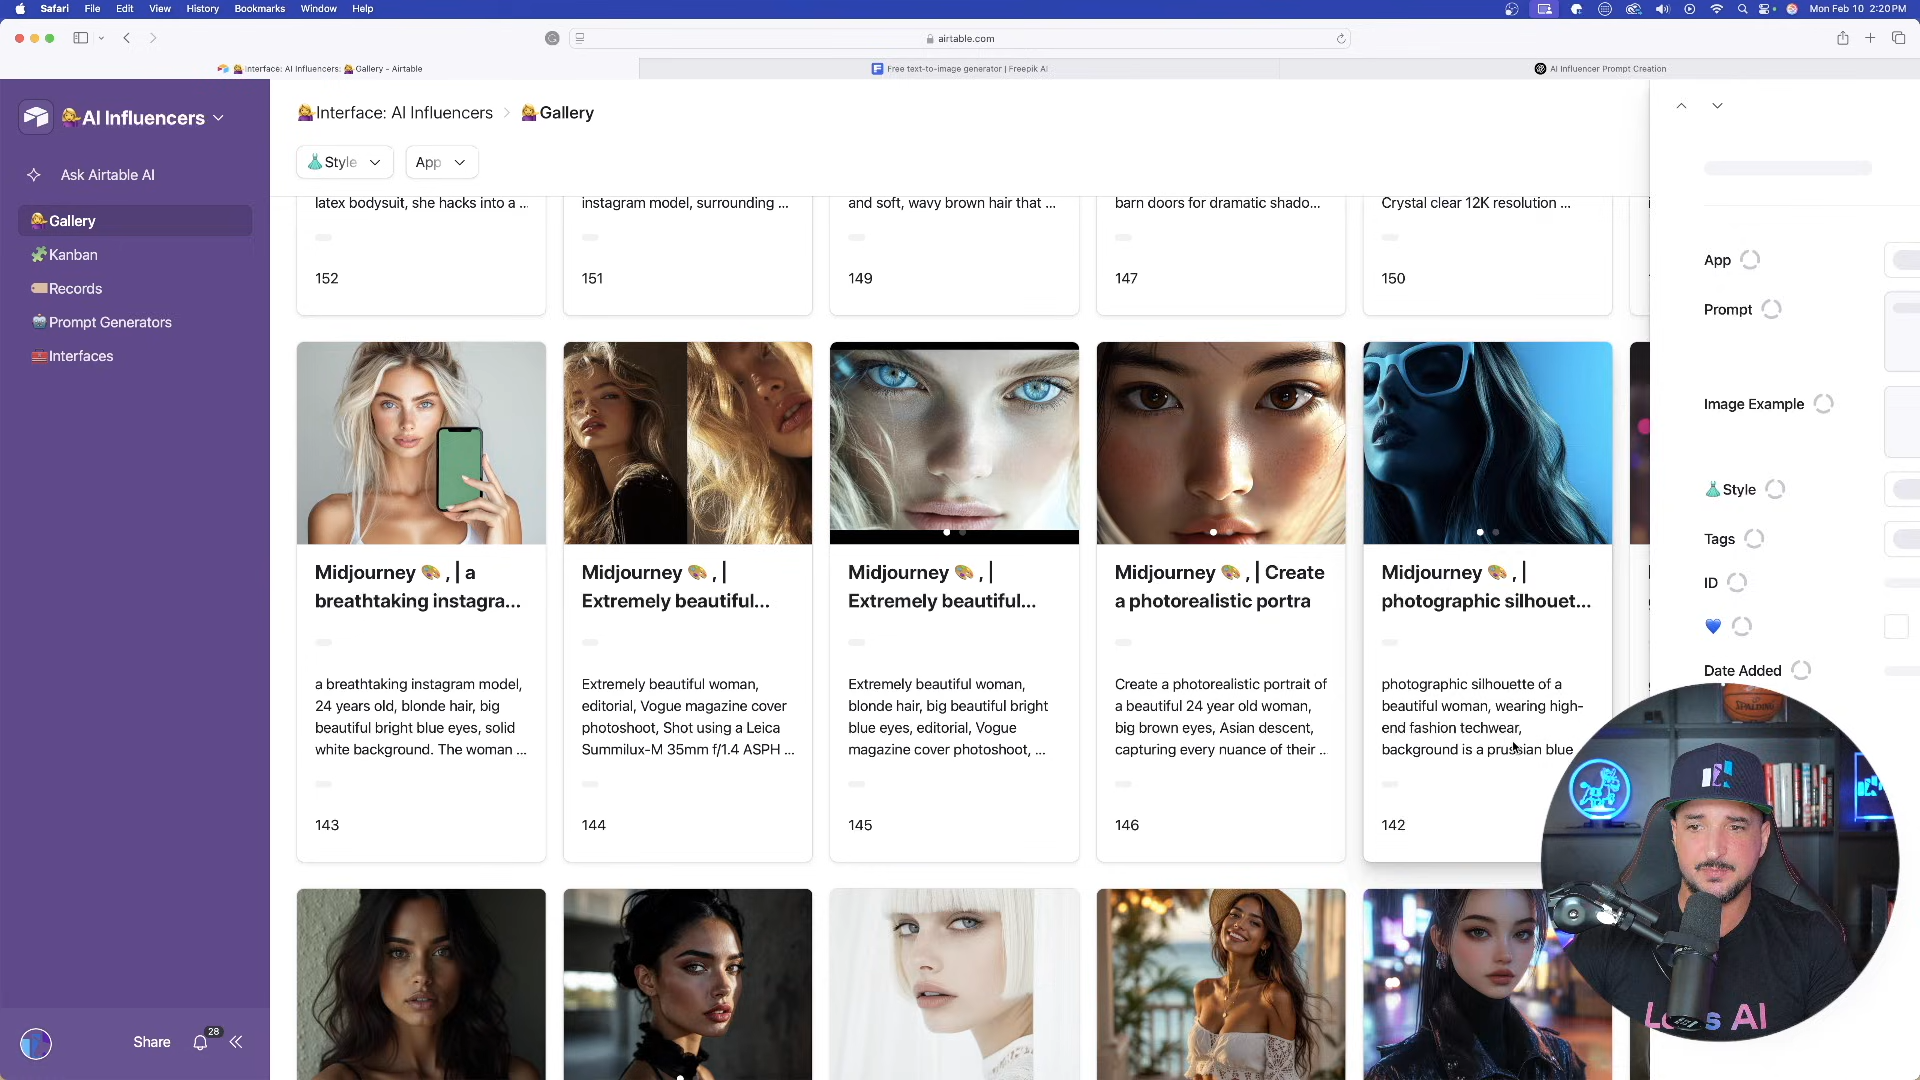 Safari File Edit View History Bookmarks Window Help
Mon Feb 10 2:20 PM
airtable.com
Interface: AI Influencers: Gallery - Airtable
Free text-to-image generator | Freepik AI
AI Influencer Prompt Creation
AI Influencers
Ask Airtable AI
Gallery
Kanban
Records
Prompt Generators
Interfaces
Share
28
Interface: AI Influencers > Gallery
Style
App
latex bodysuit, she hacks into a ...
152
instagram model, surrounding ...
151
and soft, wavy brown hair that ...
149
barn doors for dramatic shado...
147
Crystal clear 12K resolution ...
150
Midjourney 🎨 , | a
breathtaking instagra...
a breathtaking instagram model,
24 years old, blonde hair, big
beautiful bright blue eyes, solid
white background. The woman ...
143
Midjourney 🎨 , |
Extremely beautiful...
Extremely beautiful woman,
editorial, Vogue magazine cover
photoshoot, Shot using a Leica
Summilux-M 35mm f/1.4 ASPH ...
144
Midjourney 🎨 , |
Extremely beautiful...
Extremely beautiful woman,
blonde hair, big beautiful bright
blue eyes, editorial, Vogue
magazine cover photoshoot, ...
145
Midjourney 🎨 , | Create
a photorealistic portra
Create a photorealistic portrait of
a beautiful 24 year old woman,
big brown eyes, Asian descent,
capturing every nuance of their ..
146
Midjourney 🎨 , |
photographic silhouet...
photographic silhouette of a
beautiful woman, wearing high-
end fashion techwear,
background is a prussian blue
142
App
Prompt
Image Example
Style
Tags
ID
💙
Date Added
SPALDING
AI